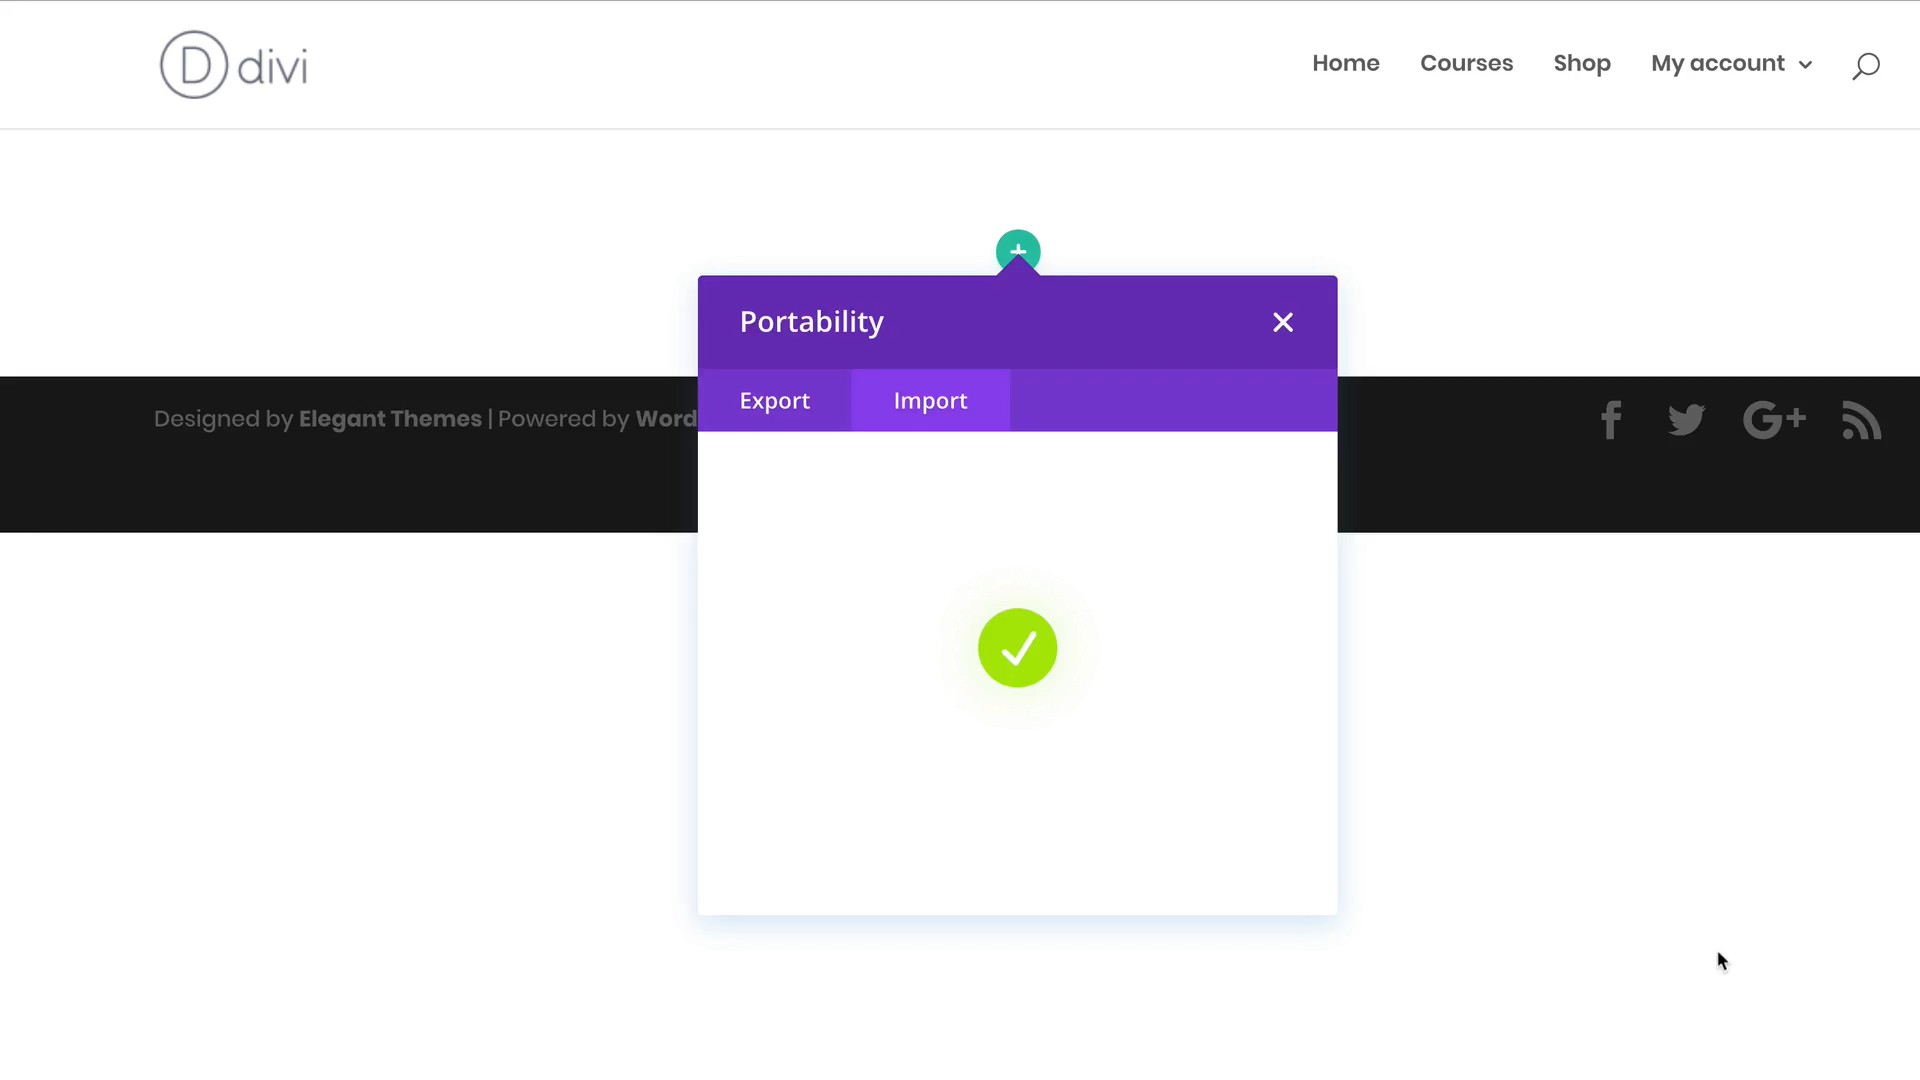 D divi
Home Courses Shop My account
Portability
Export Import
Designed by Elegant Themes | Powered by Word
G+